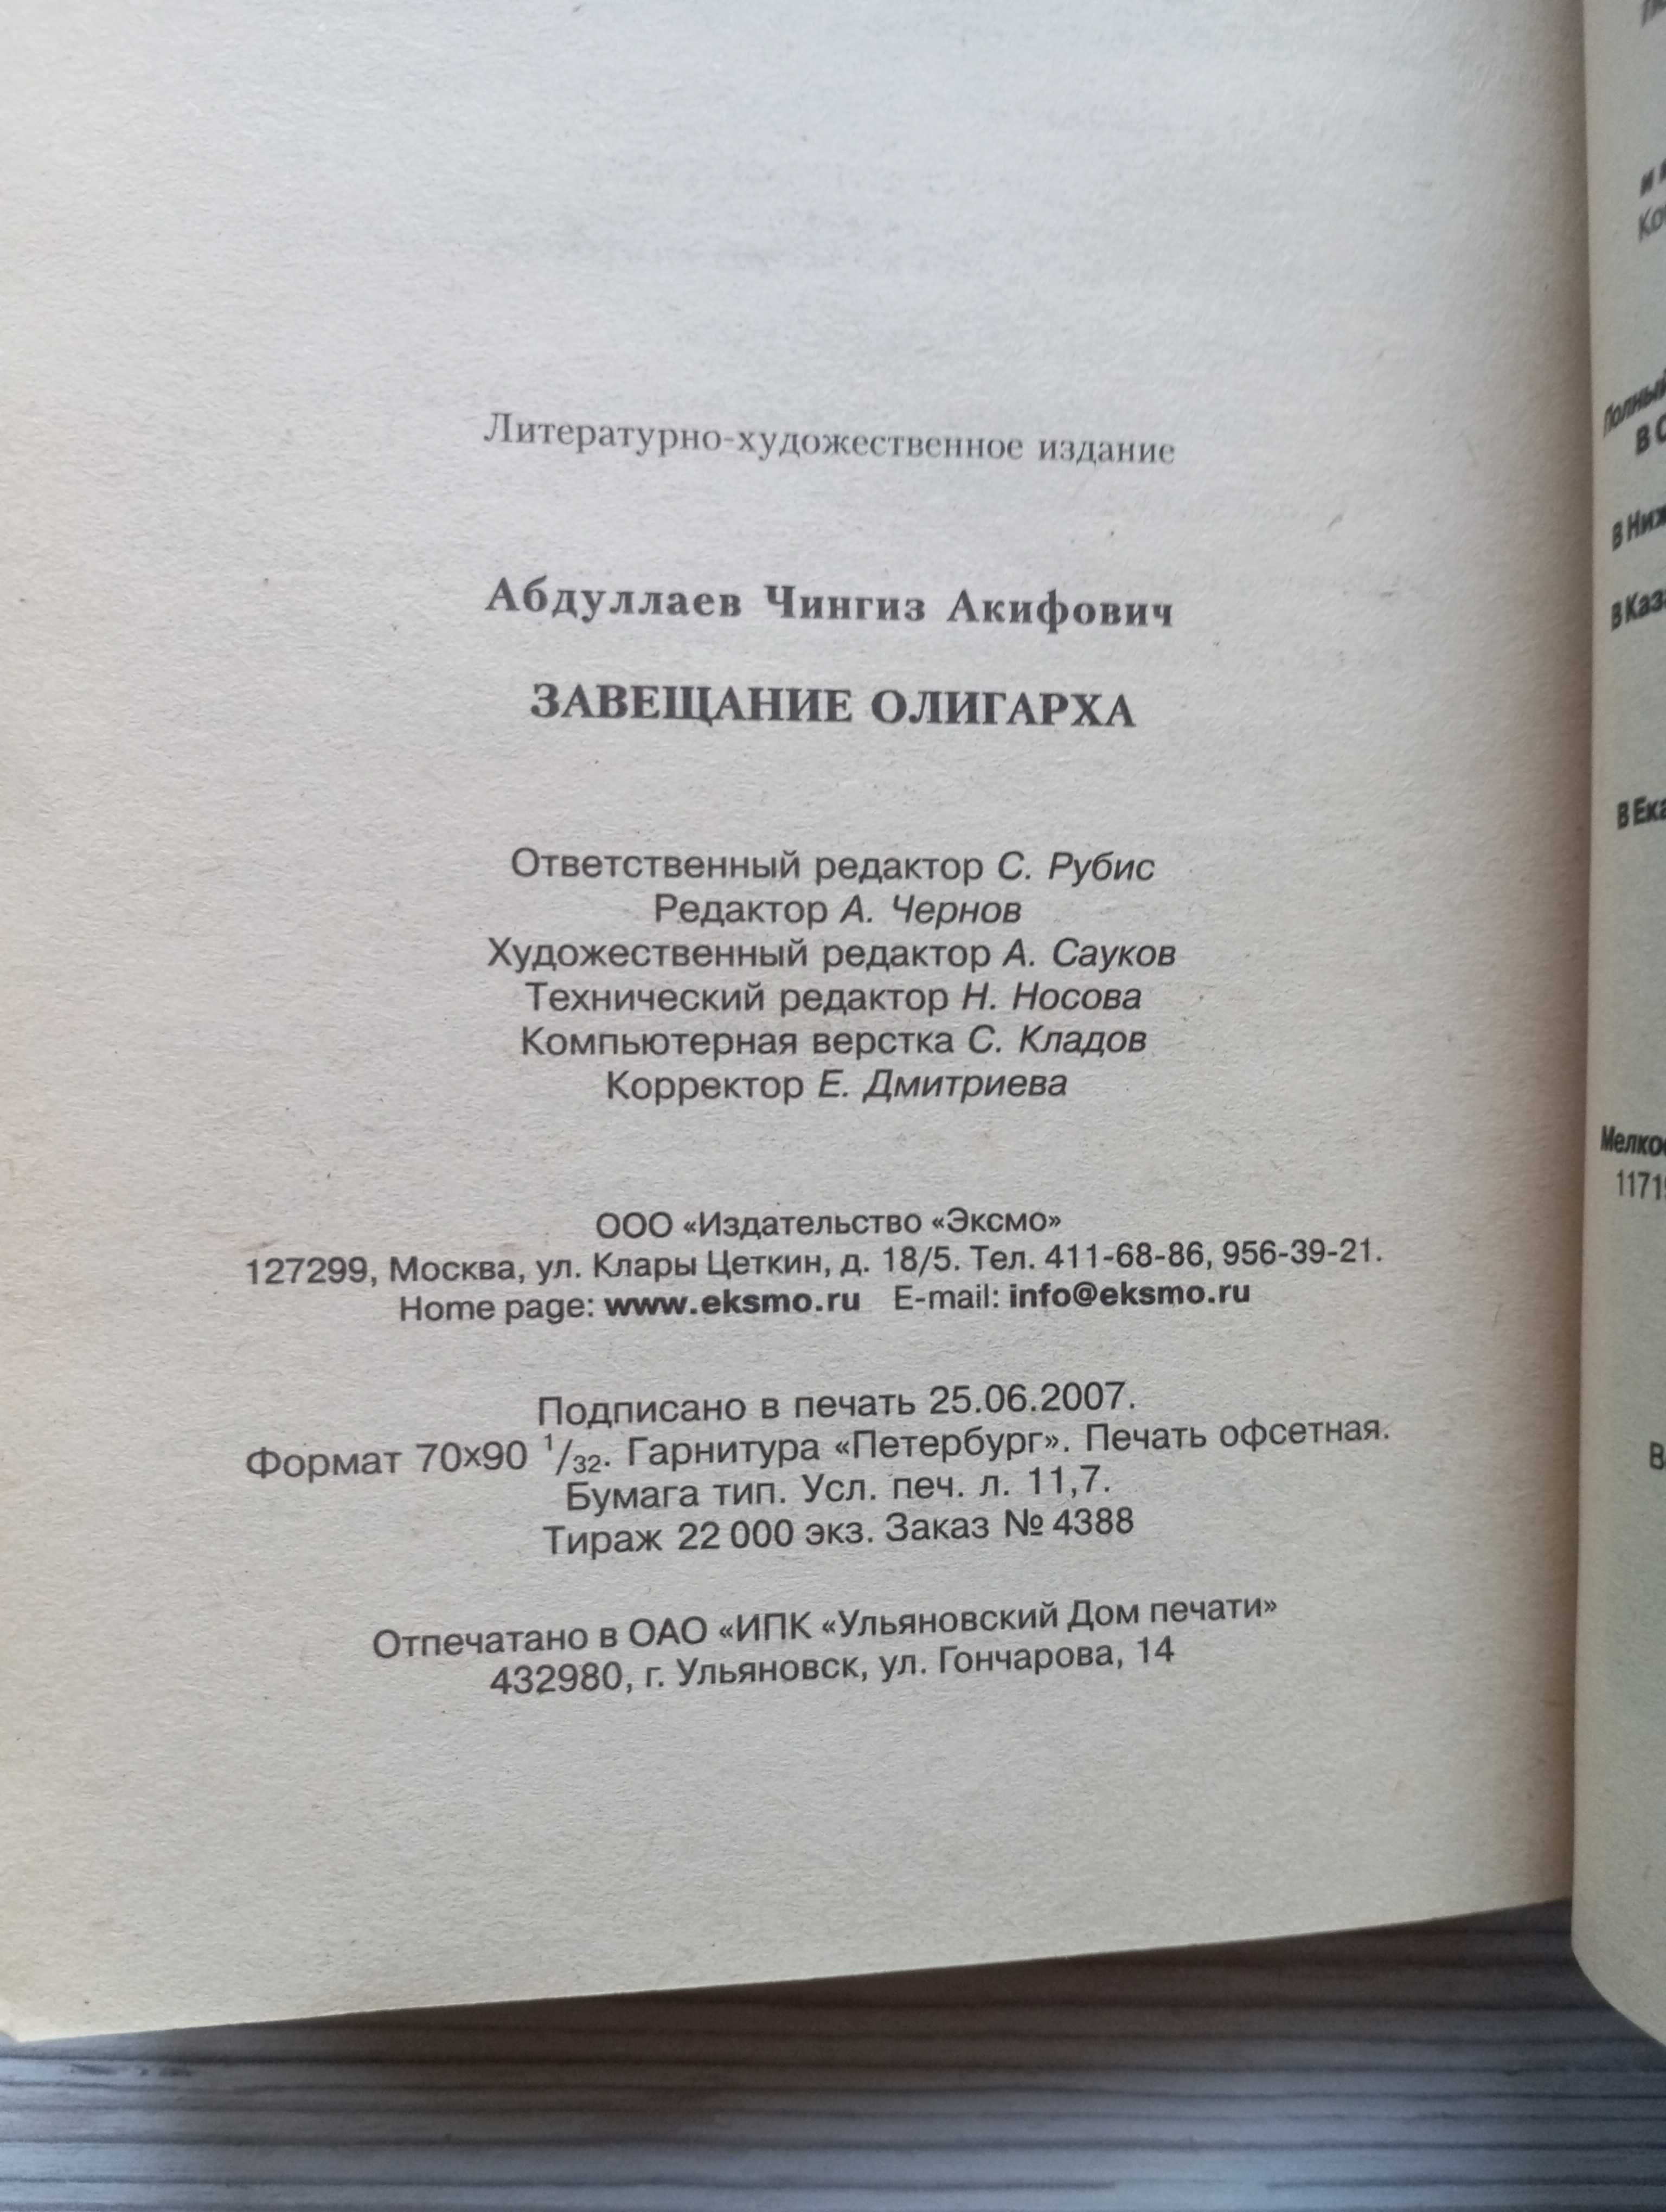 Литературно-художественное издание
Абдуллаев Чингиз Акифович
ЗАВЕЩАНИЕ ОЛИГАРХА
Ответственный редактор С. Рубис
Редактор А. Чернов
Художественный редактор А. Сауков
Технический редактор Н. Носова
Компьютерная верстка С. Кладов
Корректор Е. Дмитриева
ООО «Издательство «Эксмо»
127299, Москва, ул. Клары Цеткин, д. 18/5. Тел. 411-68-86, 956-39-21.
Home page: www.eksmo.ru E-mail: info@eksmo.ru
Подписано в печать 25.06.2007.
Формат 70х90 1/32. Гарнитура «Петербург». Печать офсетная.
Бумага тип. Усл. печ. л. 11,7.
Тираж 22 000 экз. Заказ № 4388
Отпечатано в ОАО «ИПК «Ульяновский Дом печати»
432980, г. Ульяновск, ул. Гончарова, 14